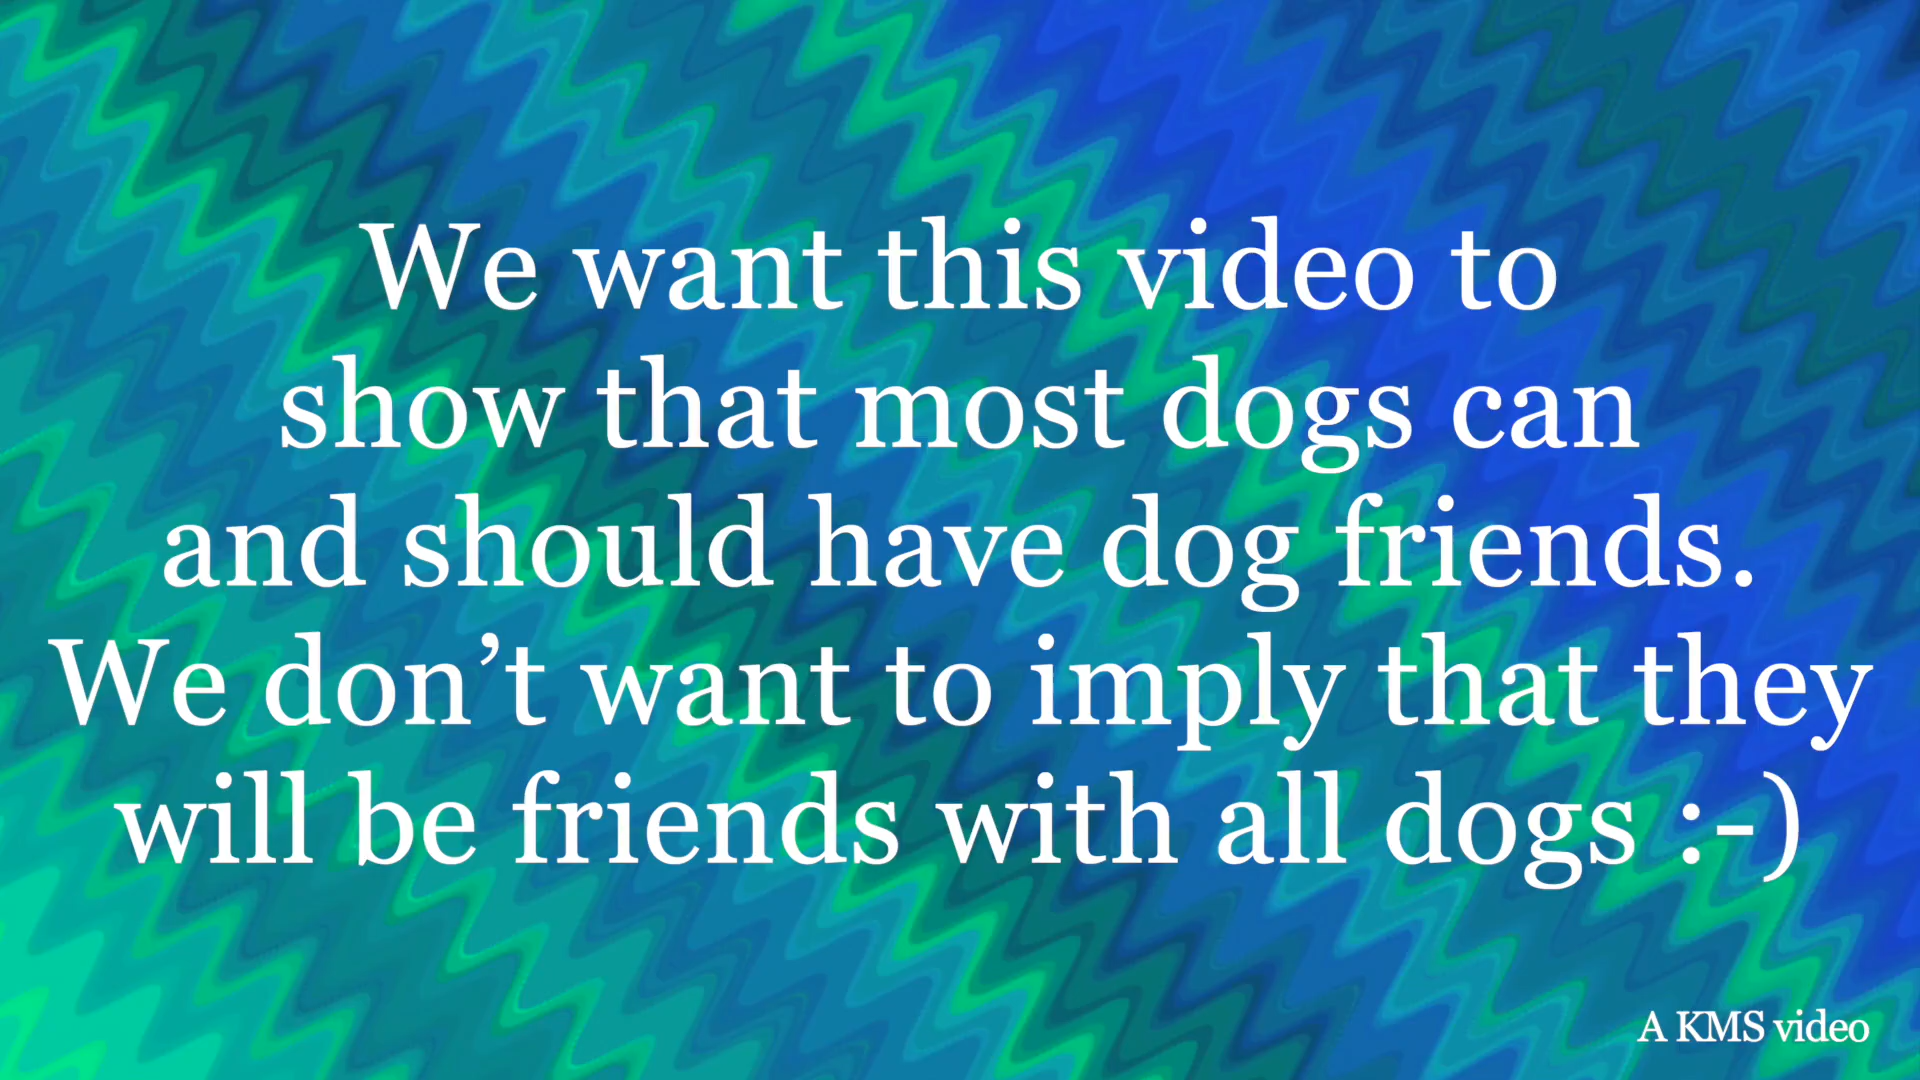 We want this video to
show that most dogs can
and should have dog friends.
We don’t want to imply that they
will be friends with all dogs :-)
A KMS video